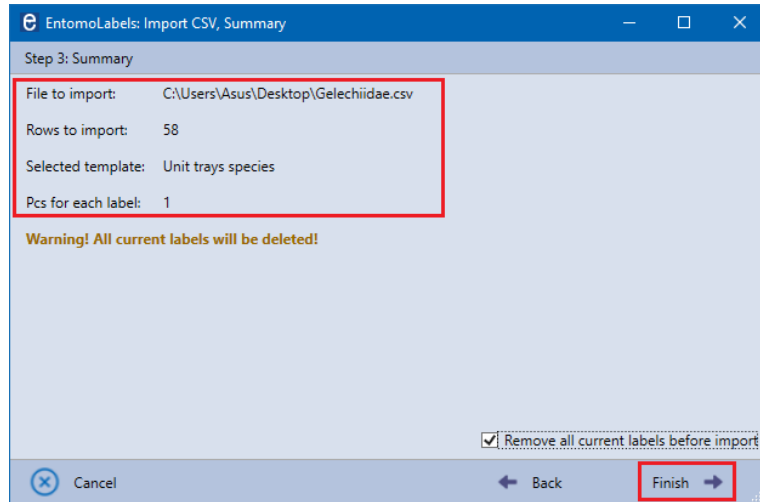 e EntomoLabels: Import CSV, Summary
Step 3: Summary
File to import: C:\Users\Asus\Desktop\Gelechiidae.csv
Rows to import: 58
Selected template: Unit trays species
Pcs for each label: 1
Warning! All current labels will be deleted!
Remove all current labels before import
Cancel Back Finish